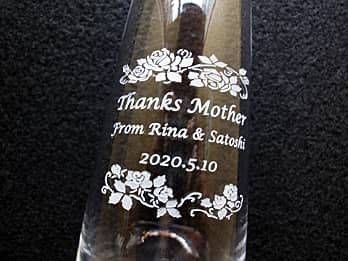 Thanks Mother
From Rina & Satoshi
2020.5.10